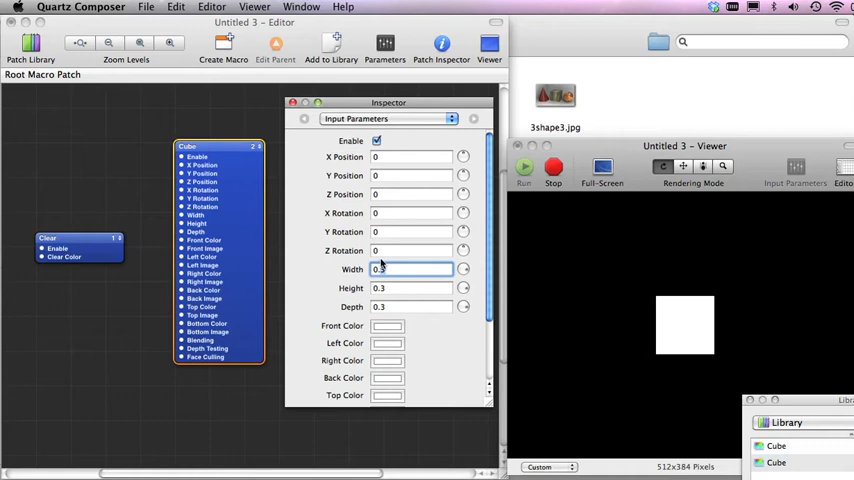 Quartz Composer File Edit Editor Viewer Window Help
Untitled 3 - Editor
Patch Library Zoom Levels Create Macro Edit Parent Add to Library Parameters Patch Inspector Viewer
Root Macro Patch
Clear 1
Enable
Clear Color
Cube 2
Enable
X Position
Y Position
Z Position
X Rotation
Y Rotation
Z Rotation
Width
Height
Depth
Front Color
Front Image
Left Color
Left Image
Right Color
Right Image
Back Color
Back Image
Top Color
Top Image
Bottom Color
Bottom Image
Blending
Depth Testing
Face Culling
Inspector
Input Parameters
Enable
X Position 0
Y Position 0
Z Position 0
X Rotation 0
Y Rotation 0
Z Rotation 0
Width 0.3
Height 0.3
Depth 0.3
Front Color
Left Color
Right Color
Back Color
Top Color
3shape3.jpg
Untitled 3 - Viewer
Run Stop Full-Screen Rendering Mode Input Parameters Editor
Custom 512x384 Pixels
Library
Cube
Cube